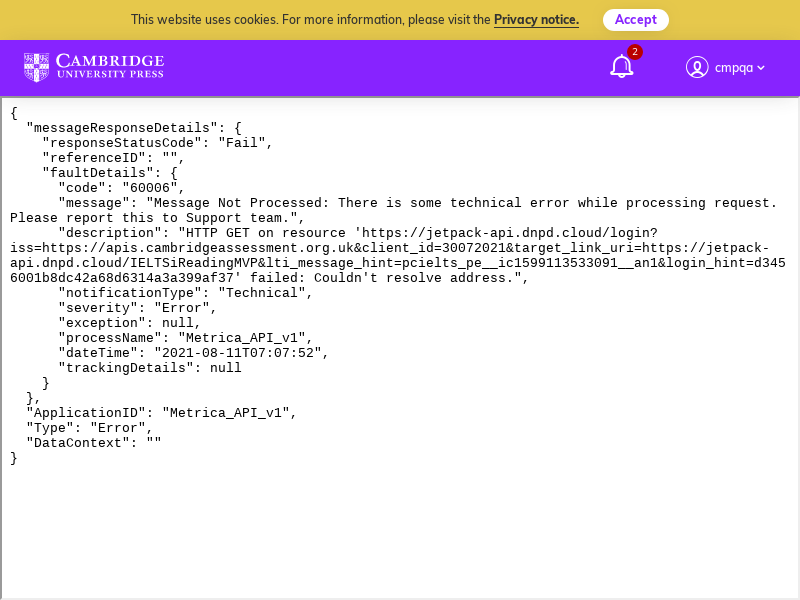 This website uses cookies. For more information, please visit the Privacy notice. Accept
CAMBRIDGE
UNIVERSITY PRESS
2
cmpqa
{
  "messageResponseDetails": {
    "responseStatusCode": "Fail",
    "referenceID": "",
    "faultDetails": {
      "code": "60006",
      "message": "Message Not Processed: There is some technical error while processing request.
Please report this to Support team.",
      "description": "HTTP GET on resource 'https://jetpack-api.dnpd.cloud/login?
iss=https://apis.cambridgeassessment.org.uk&client_id=30072021&target_link_uri=https://jetpack-
api.dnpd.cloud/IELTSiReadingMVP&lti_message_hint=pcielts_pe__ic1599113533091__an1&login_hint=d345
6001b8dc42a68d6314a3a399af37' failed: Couldn't resolve address.",
      "notificationType": "Technical",
      "severity": "Error",
      "exception": null,
      "processName": "Metrica_API_v1",
      "dateTime": "2021-08-11T07:07:52",
      "trackingDetails": null
    }
  },
  "ApplicationID": "Metrica_API_v1",
  "Type": "Error",
  "DataContext": ""
}